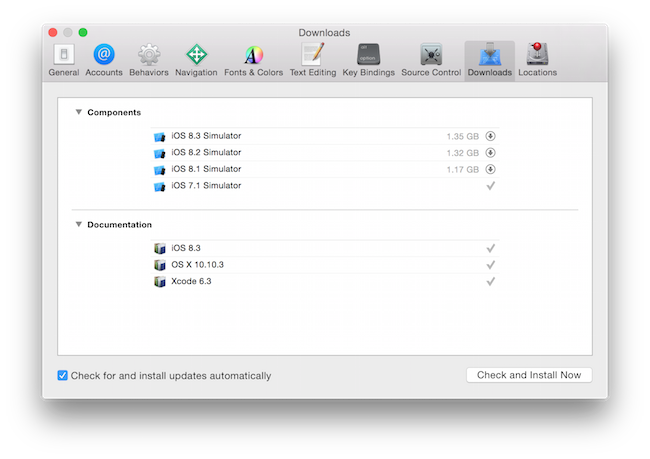 Downloads
General Accounts Behaviors Navigation Fonts & Colors Text Editing Key Bindings Source Control Downloads Locations
Components
iOS 8.3 Simulator 1.35 GB
iOS 8.2 Simulator 1.32 GB
iOS 8.1 Simulator 1.17 GB
iOS 7.1 Simulator
Documentation
iOS 8.3
OS X 10.10.3
Xcode 6.3
Check for and install updates automatically Check and Install Now